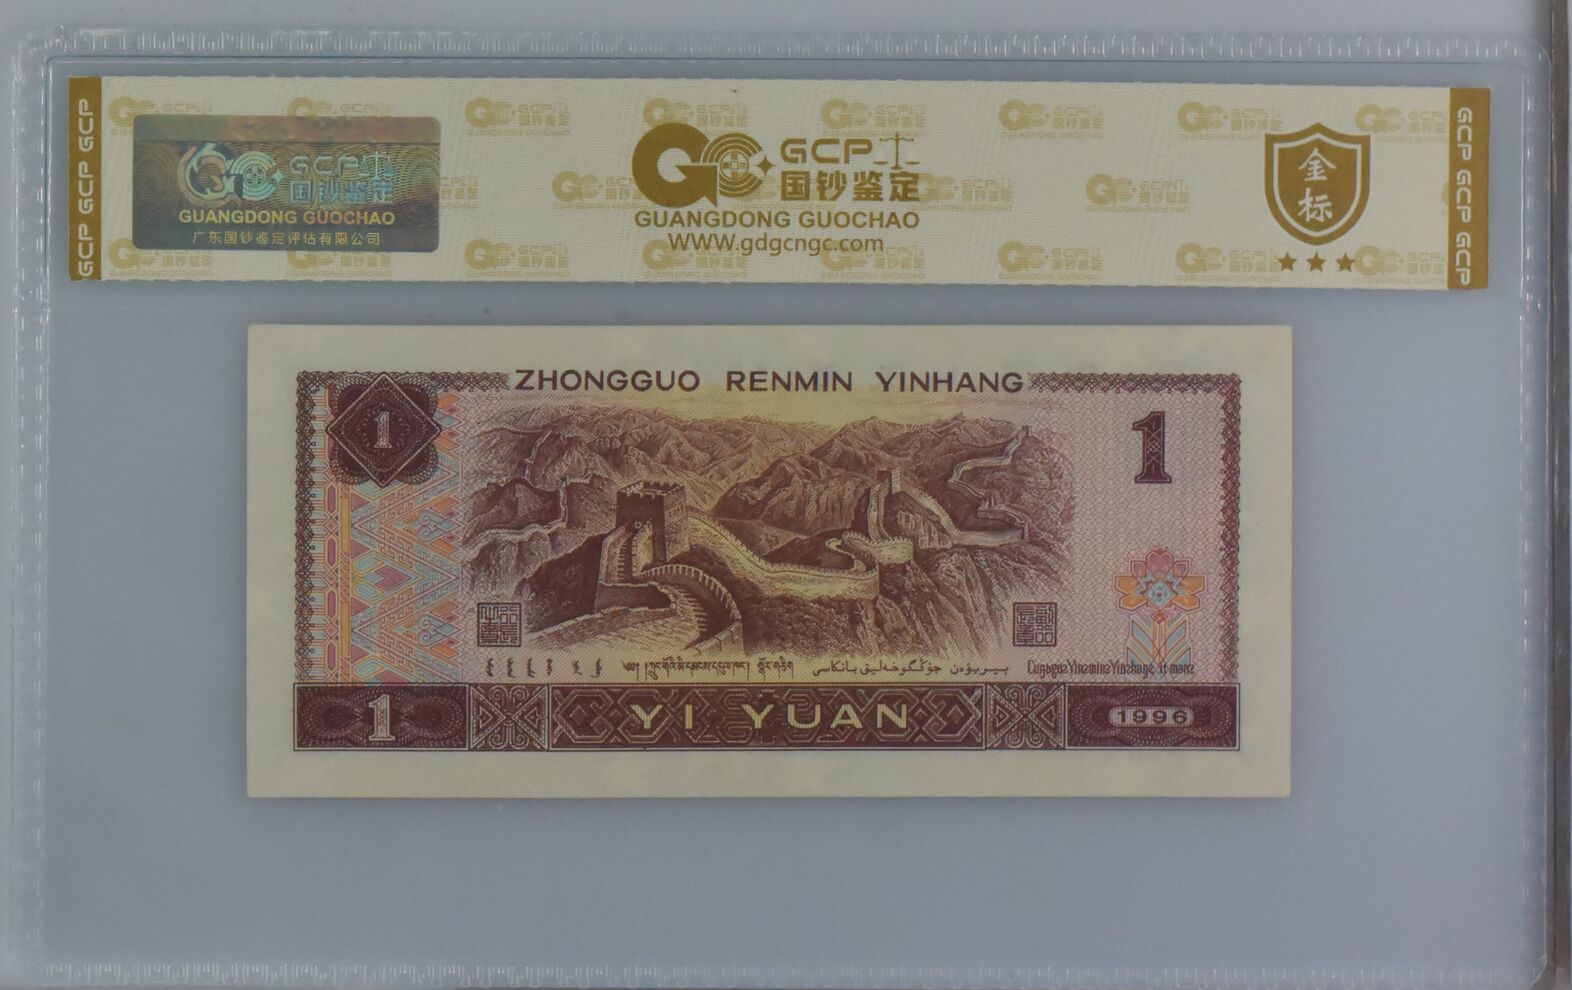 GCP GCP GCP
GCP
国钞鉴定
GUANGDONG GUOCHAO
广东国钞鉴定评估有限公司
GCP
国钞鉴定
GUANGDONG GUOCHAO
WWW.gdgcngc.com
金标
GCP GCP GCP
ZHONGGUO RENMIN YINHANG
1
1
YI YUAN
1
1996